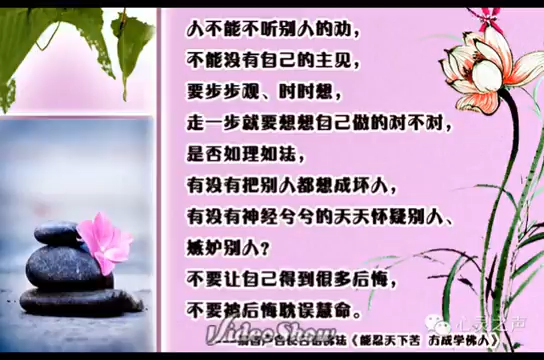 人不能不听别人的劝，
不能没有自己的主见，
要步步观、时时想，
走一步就要想想自己做的对不对，
是否如理如法，
有没有把别人都想成坏人，
有没有神经兮兮的天天怀疑别人、
嫉妒别人？
不要让自己得到很多后悔，
不要被后悔耽误慧命。
《能忍天下苦 方成学佛人》
VideoShow
心灵之声